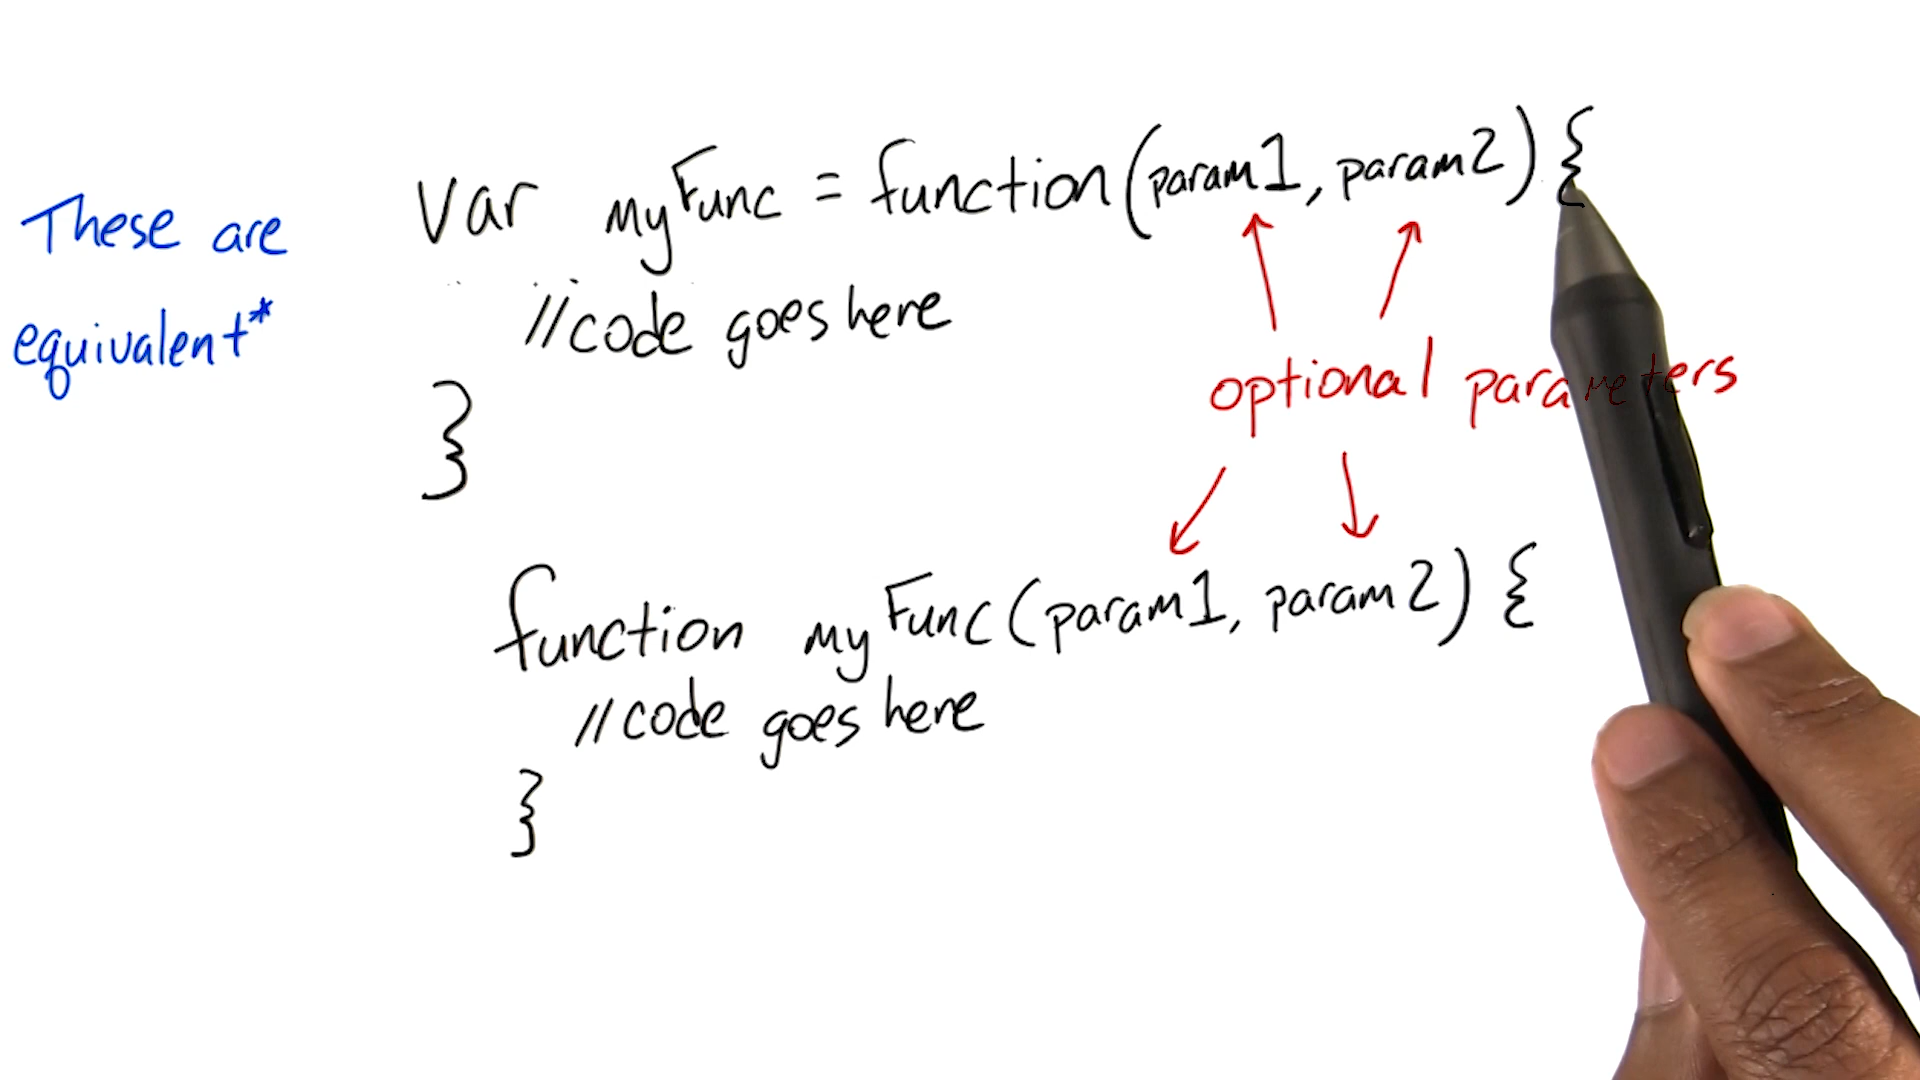 These are
equivalent*
var myFunc = function(param1, param2) {
//code goes here
}
optional parameters
function myFunc(param1, param2) {
//code goes here
}